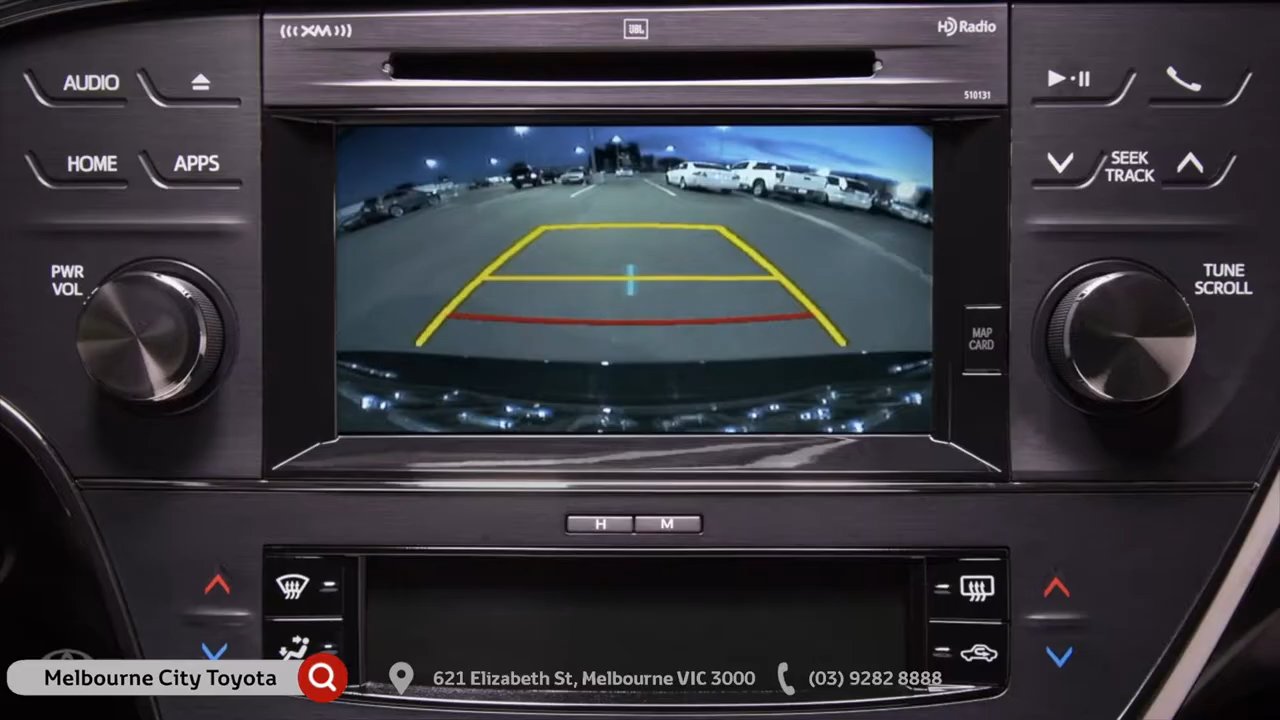 XM
JBL
HD Radio
510131
AUDIO
HOME
APPS
PWR
VOL
SEEK
TRACK
TUNE
SCROLL
MAP
CARD
H
M
Melbourne City Toyota
621 Elizabeth St, Melbourne VIC 3000
(03) 9282 8888